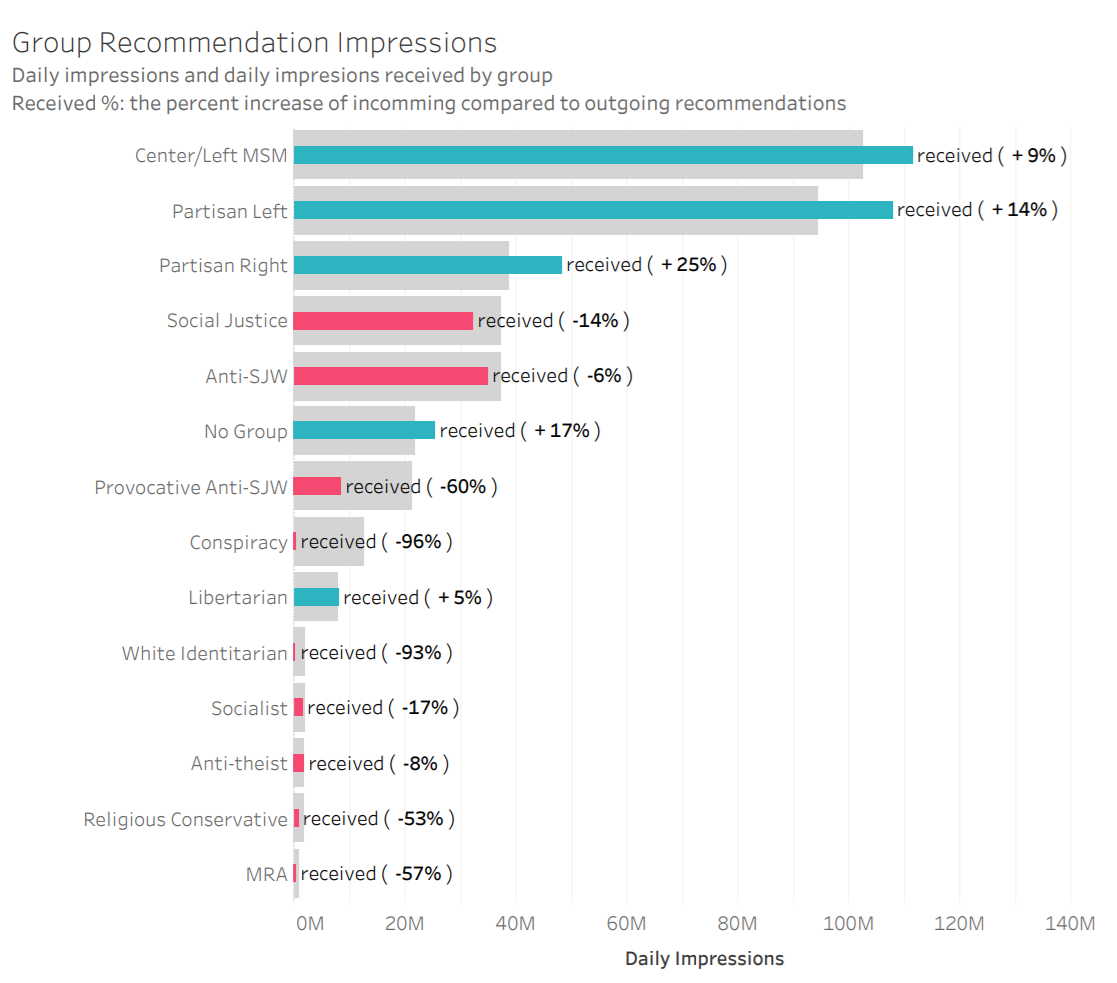 Group Recommendation Impressions
Daily impressions and daily impresions received by group
Received %: the percent increase of incomming compared to outgoing recommendations
Center/Left MSM received ( + 9% )
Partisan Left received ( + 14% )
Partisan Right received ( + 25% )
Social Justice received ( -14% )
Anti-SJW received ( -6% )
No Group received ( + 17% )
Provocative Anti-SJW received ( -60% )
Conspiracy received ( -96% )
Libertarian received ( + 5% )
White Identitarian received ( -93% )
Socialist received ( -17% )
Anti-theist received ( -8% )
Religious Conservative received ( -53% )
MRA received ( -57% )
0M 20M 40M 60M 80M 100M 120M 140M
Daily Impressions